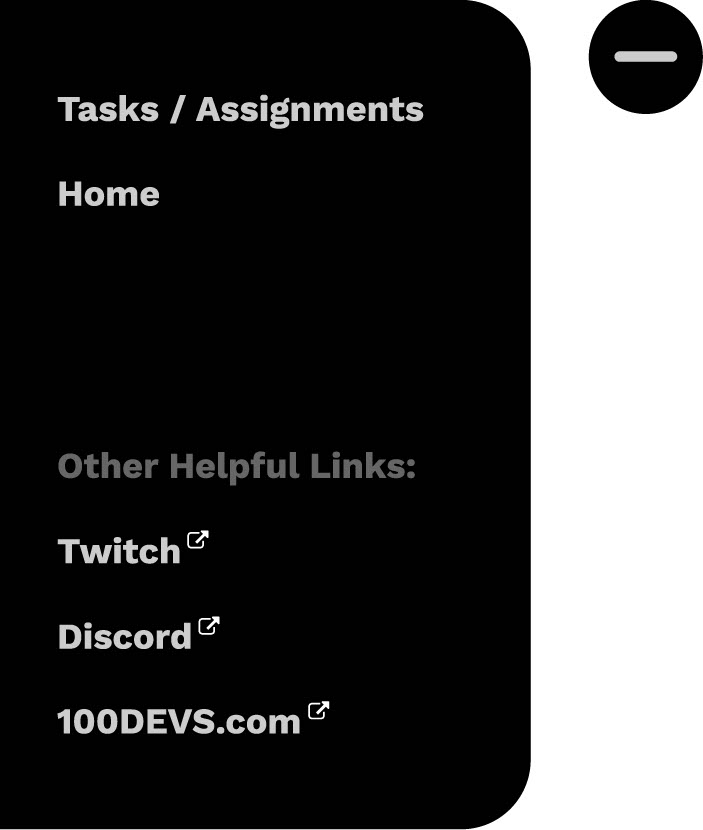 Tasks / Assignments
Home
Other Helpful Links:
Twitch
Discord
100DEVS.com